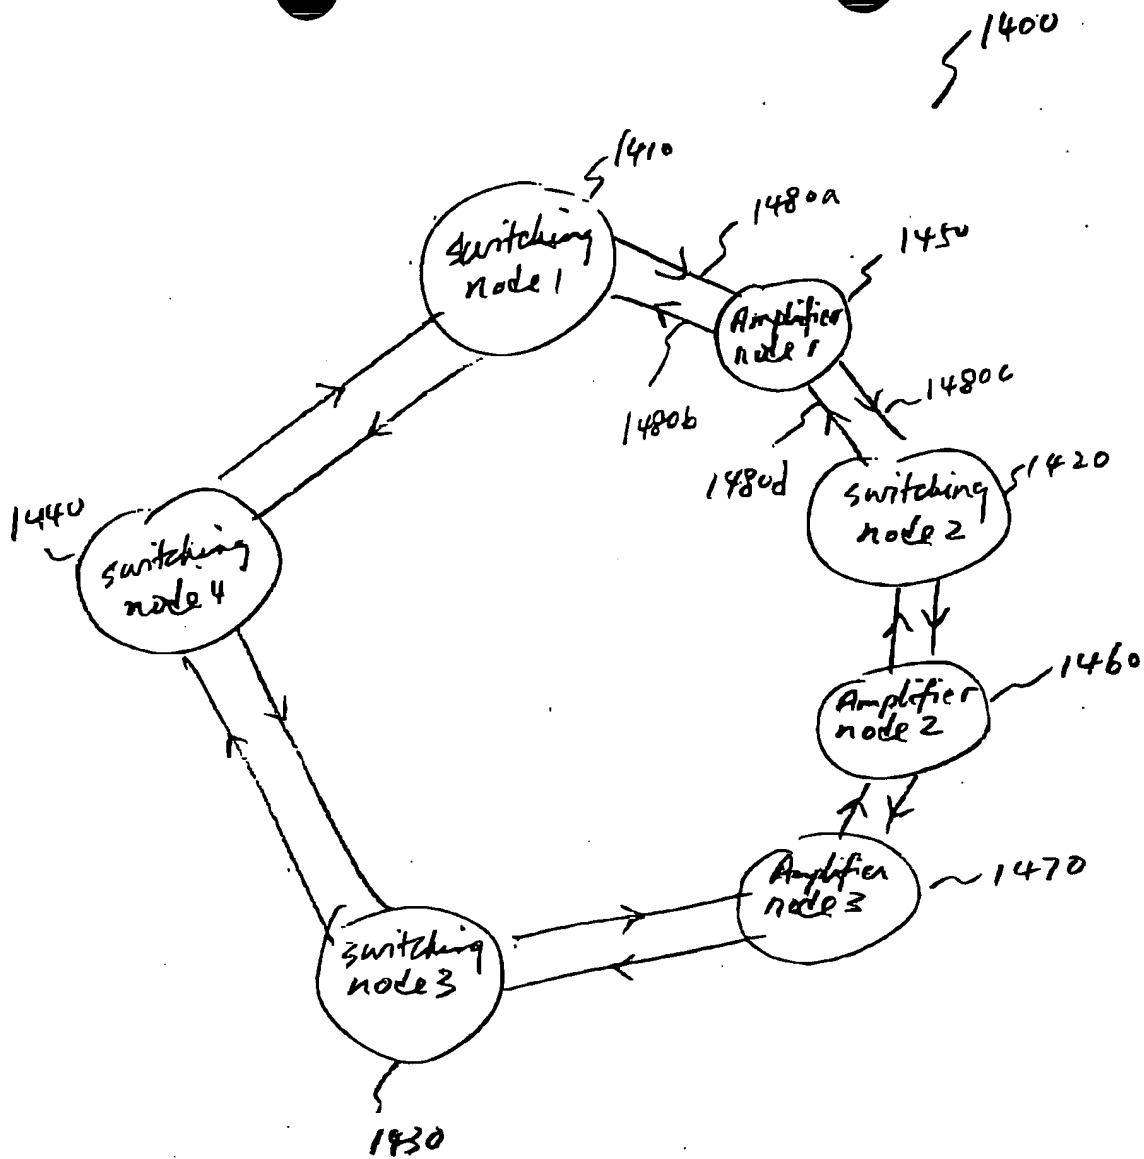 1400
1410
switching
node 1
1480a
1450
Amplifier
node 1
1480b
1480c
1480d
1420
switching
node 2
1440
switching
node 4
1460
Amplifier
node 2
Amplifier
node 3
1470
switching
node 3
1430